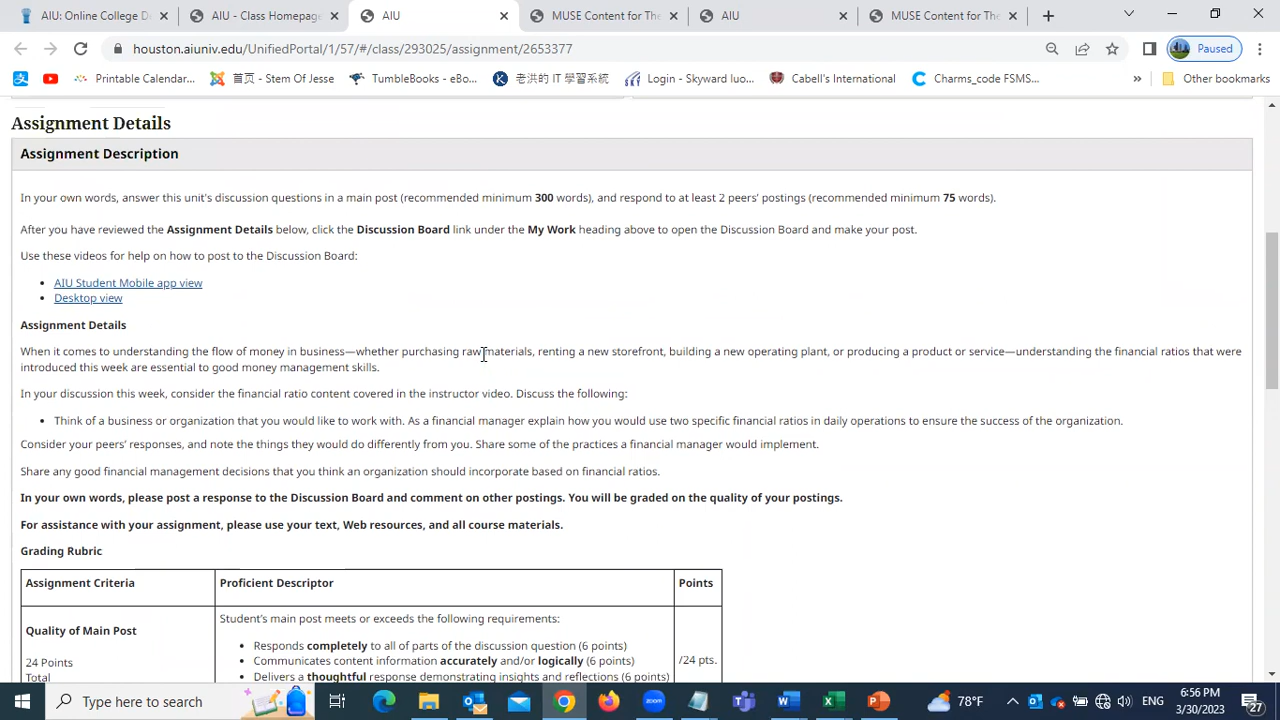 AIU: Online College D
AIU - Class Homepage
AIU
MUSE Content for The
AIU
MUSE Content for The
houston.aiuniv.edu/UnifiedPortal/1/57/#/class/293025/assignment/2653377
Paused
Printable Calendar...
首页 - Stem Of Jesse
TumbleBooks - eBo...
老洪的 IT 學習系統
Login - Skyward luo...
Cabell's International
Charms_code FSMS...
»
Other bookmarks
Assignment Details
Assignment Description
In your own words, answer this unit's discussion questions in a main post (recommended minimum 300 words), and respond to at least 2 peers' postings (recommended minimum 75 words).
After you have reviewed the Assignment Details below, click the Discussion Board link under the My Work heading above to open the Discussion Board and make your post.
Use these videos for help on how to post to the Discussion Board:
• AIU Student Mobile app view
• Desktop view
Assignment Details
When it comes to understanding the flow of money in business—whether purchasing raw materials, renting a new storefront, building a new operating plant, or producing a product or service—understanding the financial ratios that were
introduced this week are essential to good money management skills.
In your discussion this week, consider the financial ratio content covered in the instructor video. Discuss the following:
• Think of a business or organization that you would like to work with. As a financial manager explain how you would use two specific financial ratios in daily operations to ensure the success of the organization.
Consider your peers' responses, and note the things they would do differently from you. Share some of the practices a financial manager would implement.
Share any good financial management decisions that you think an organization should incorporate based on financial ratios.
In your own words, please post a response to the Discussion Board and comment on other postings. You will be graded on the quality of your postings.
For assistance with your assignment, please use your text, Web resources, and all course materials.
Grading Rubric
Assignment Criteria
Proficient Descriptor
Points
Quality of Main Post
24 Points
Total
Student's main post meets or exceeds the following requirements:
• Responds completely to all of parts of the discussion question (6 points)
• Communicates content information accurately and/or logically (6 points)
• Delivers a thoughtful response demonstrating insights and reflections (6 points)
/24 pts.
Type here to search
78°F
ENG
6:56 PM
3/30/2023
27